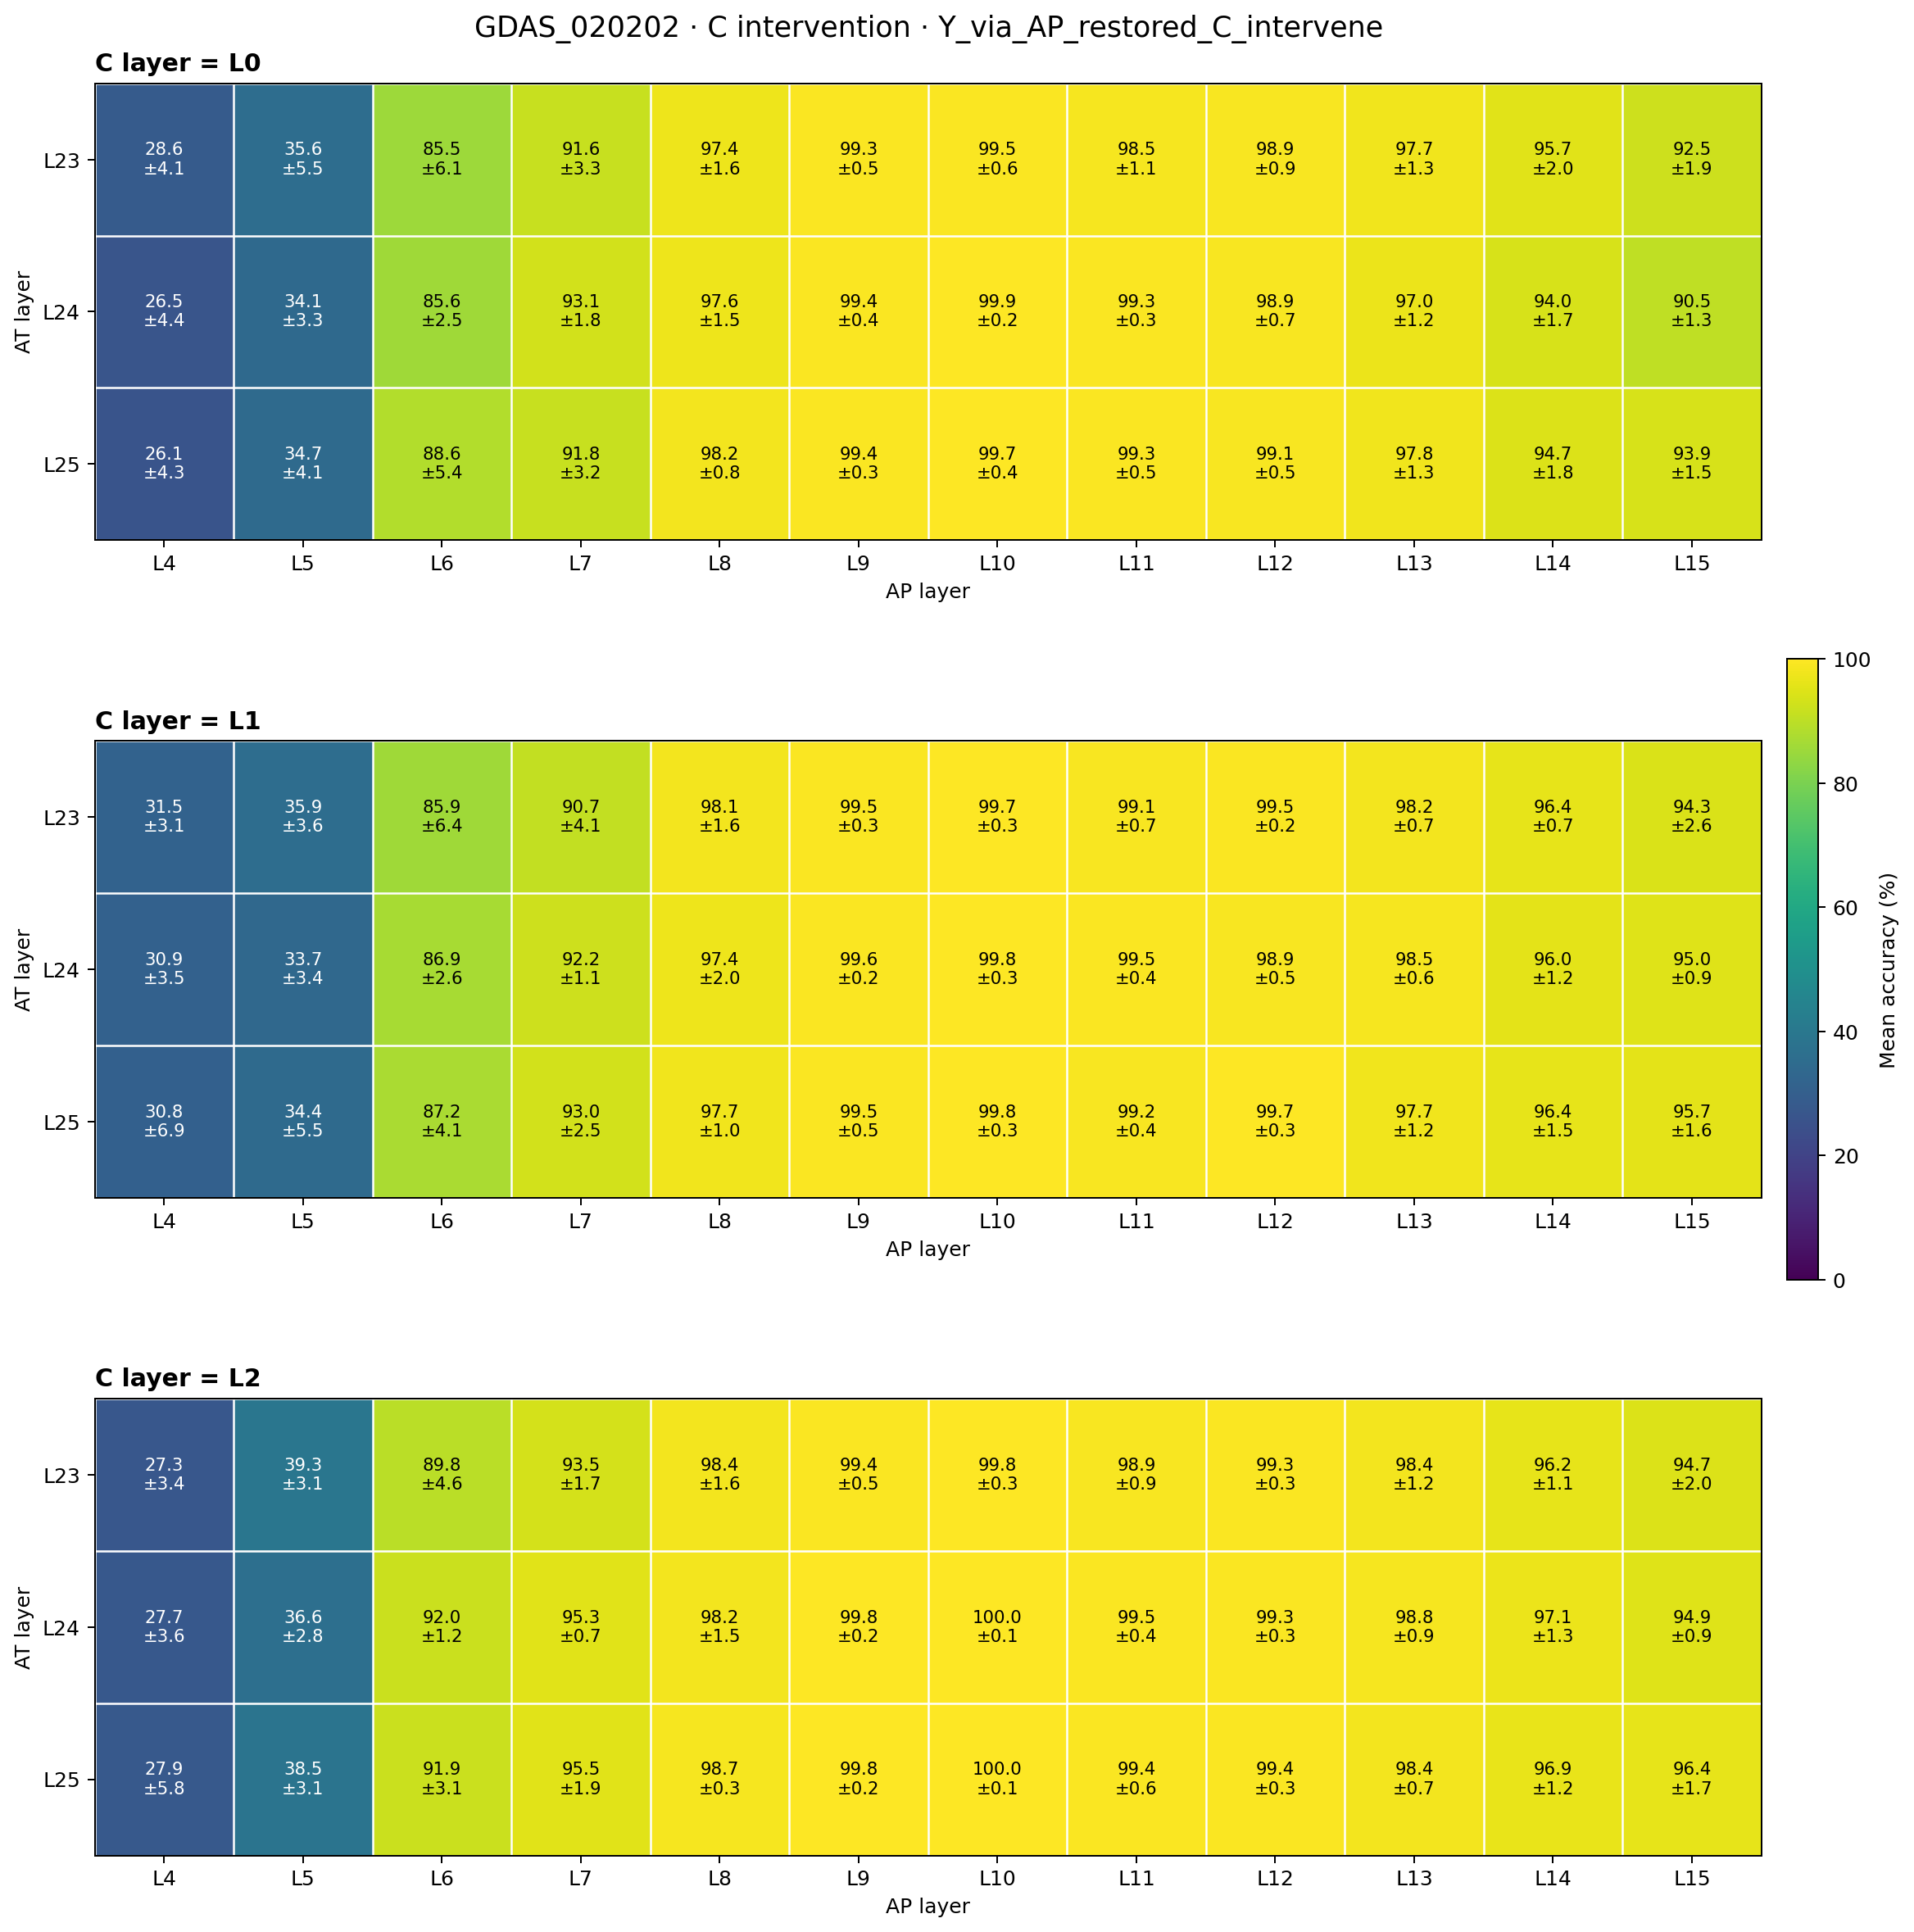 GDAS_020202 · C intervention · Y_via_AP_restored_C_intervene
C layer = L0
28.6 35.6 85.5 91.6 97.4 99.3 99.5 98.5 98.9 97.7 95.7 92.5
L23
±4.1 ±5.5 ±6.1 ±3.3 ±1.6 ±0.5 ±0.6 ±1.1 ±0.9 ±1.3 ±2.0 ±1.9
AT layer
26.5 34.1 85.6 93.1 97.6 99.4 99.9 99.3 98.9 97.0 94.0 90.5
L24
±4.4 ±3.3 ±2.5 ±1.8 ±1.5 ±0.4 ±0.2 ±0.3 ±0.7 ±1.2 ±1.7 ±1.3
26.1 34.7 88.6 91.8 98.2 99.4 99.7 99.3 99.1 97.8 94.7 93.9
L25
±4.3 ±4.1 ±5.4 ±3.2 ±0.8 ±0.3 ±0.4 ±0.5 ±0.5 ±1.3 ±1.8 ±1.5
L4 L5 L6 L7 L8 L9 L10 L11 L12 L13 L14 L15
AP layer
C layer = L1
31.5 35.9 85.9 90.7 98.1 99.5 99.7 99.1 99.5 98.2 96.4 94.3
L23
±3.1 ±3.6 ±6.4 ±4.1 ±1.6 ±0.3 ±0.3 ±0.7 ±0.2 ±0.7 ±0.7 ±2.6
AT layer
30.9 33.7 86.9 92.2 97.4 99.6 99.8 99.5 98.9 98.5 96.0 95.0
L24
±3.5 ±3.4 ±2.6 ±1.1 ±2.0 ±0.2 ±0.3 ±0.4 ±0.5 ±0.6 ±1.2 ±0.9
30.8 34.4 87.2 93.0 97.7 99.5 99.8 99.2 99.7 97.7 96.4 95.7
L25
±6.9 ±5.5 ±4.1 ±2.5 ±1.0 ±0.5 ±0.3 ±0.4 ±0.3 ±1.2 ±1.5 ±1.6
L4 L5 L6 L7 L8 L9 L10 L11 L12 L13 L14 L15
AP layer
100
80
60
40
20
0
Mean accuracy (%)
C layer = L2
27.3 39.3 89.8 93.5 98.4 99.4 99.8 98.9 99.3 98.4 96.2 94.7
L23
±3.4 ±3.1 ±4.6 ±1.7 ±1.6 ±0.5 ±0.3 ±0.9 ±0.3 ±1.2 ±1.1 ±2.0
AT layer
27.7 36.6 92.0 95.3 98.2 99.8 100.0 99.5 99.3 98.8 97.1 94.9
L24
±3.6 ±2.8 ±1.2 ±0.7 ±1.5 ±0.2 ±0.1 ±0.4 ±0.3 ±0.9 ±1.3 ±0.9
27.9 38.5 91.9 95.5 98.7 99.8 100.0 99.4 99.4 98.4 96.9 96.4
L25
±5.8 ±3.1 ±3.1 ±1.9 ±0.3 ±0.2 ±0.1 ±0.6 ±0.3 ±0.7 ±1.2 ±1.7
L4 L5 L6 L7 L8 L9 L10 L11 L12 L13 L14 L15
AP layer